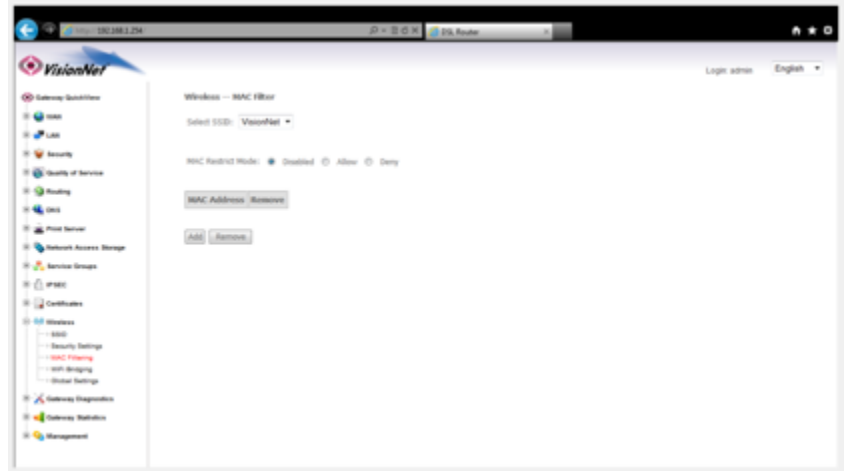 http://192.168.1.254/
DSL Router
VisionNet
Login: admin
English
Gateway QuickView
WAN
LAN
Security
Quality of Service
Routing
DNS
Print Server
Network Access Storage
Service Groups
IPSEC
Certificates
Wireless
SSID
Security Settings
MAC Filtering
WiFi Bridging
Global Settings
Gateway Diagnostics
Gateway Statistics
Management
Wireless -- MAC Filter
Select SSID: VisionNet
MAC Restrict Mode: Disabled Allow Deny
MAC Address Remove
Add Remove